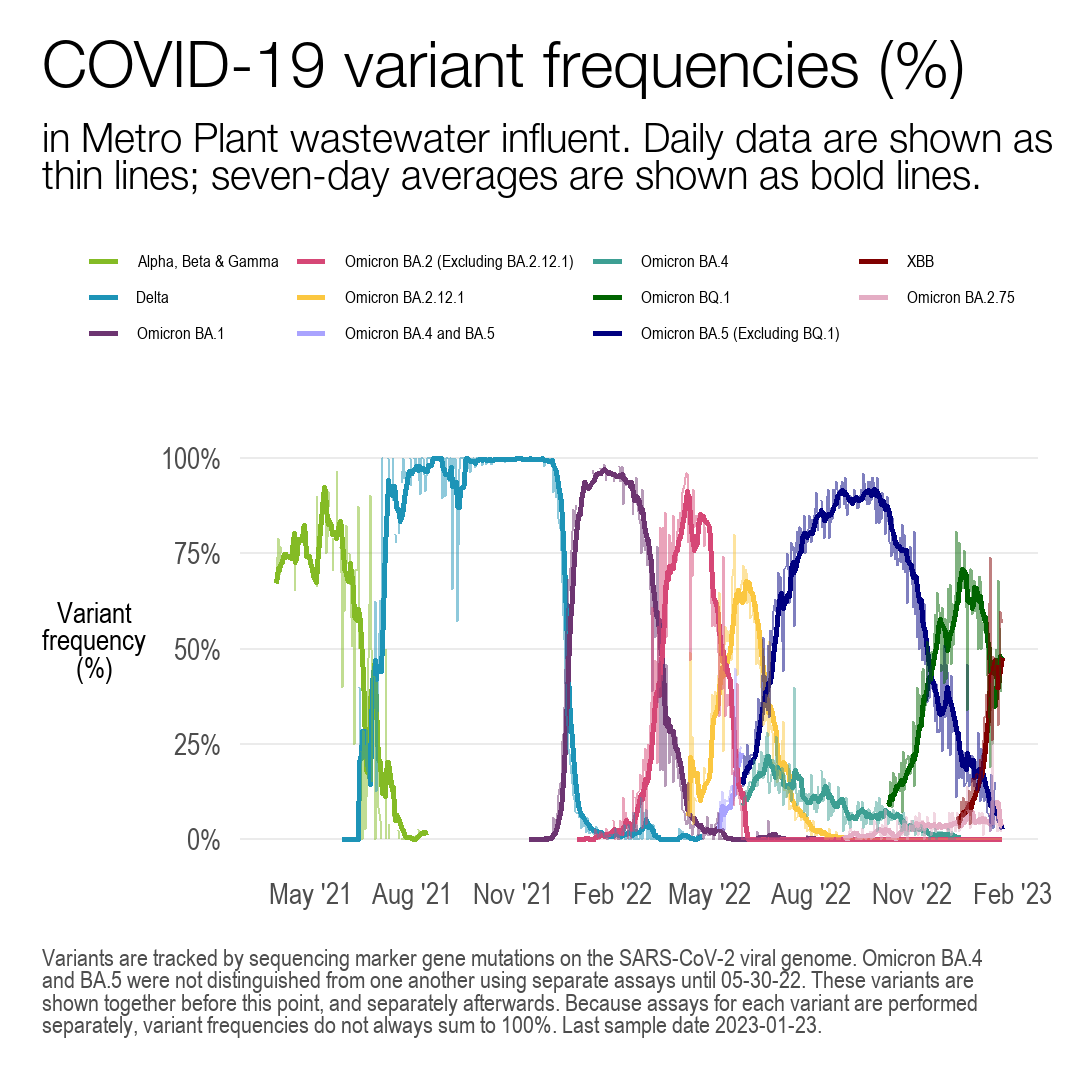 COVID-19 variant frequencies (%)
in Metro Plant wastewater influent. Daily data are shown as
thin lines; seven-day averages are shown as bold lines.
Alpha, Beta & Gamma
Omicron BA.2 (Excluding BA.2.12.1)
Omicron BA.4
XBB
Delta
Omicron BA.2.12.1
Omicron BQ.1
Omicron BA.2.75
Omicron BA.1
Omicron BA.4 and BA.5
Omicron BA.5 (Excluding BQ.1)
100%
75%
Variant
frequency
(%)
50%
25%
0%
May '21
Aug '21
Nov '21
Feb '22
May '22
Aug '22
Nov '22
Feb '23
Variants are tracked by sequencing marker gene mutations on the SARS-CoV-2 viral genome. Omicron BA.4
and BA.5 were not distinguished from one another using separate assays until 05-30-22. These variants are
shown together before this point, and separately afterwards. Because assays for each variant are performed
separately, variant frequencies do not always sum to 100%. Last sample date 2023-01-23.